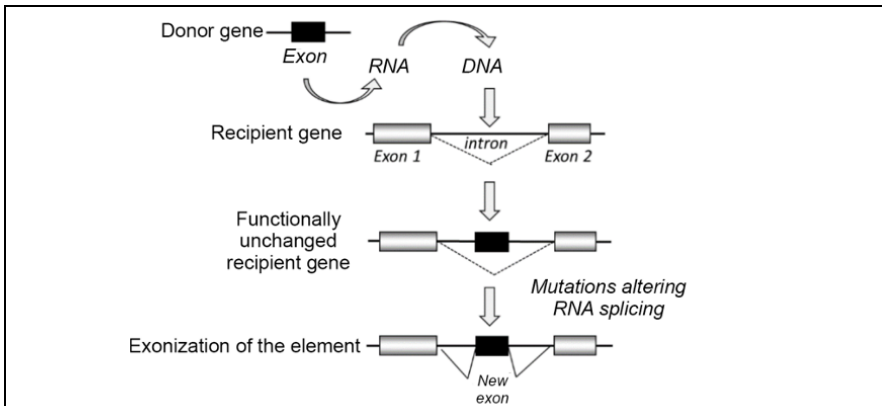 Donor gene
Exon
RNA
DNA
Recipient gene
Exon 1
intron
Exon 2
Functionally
unchanged
recipient gene
Mutations altering
RNA splicing
Exonization of the element
New
exon